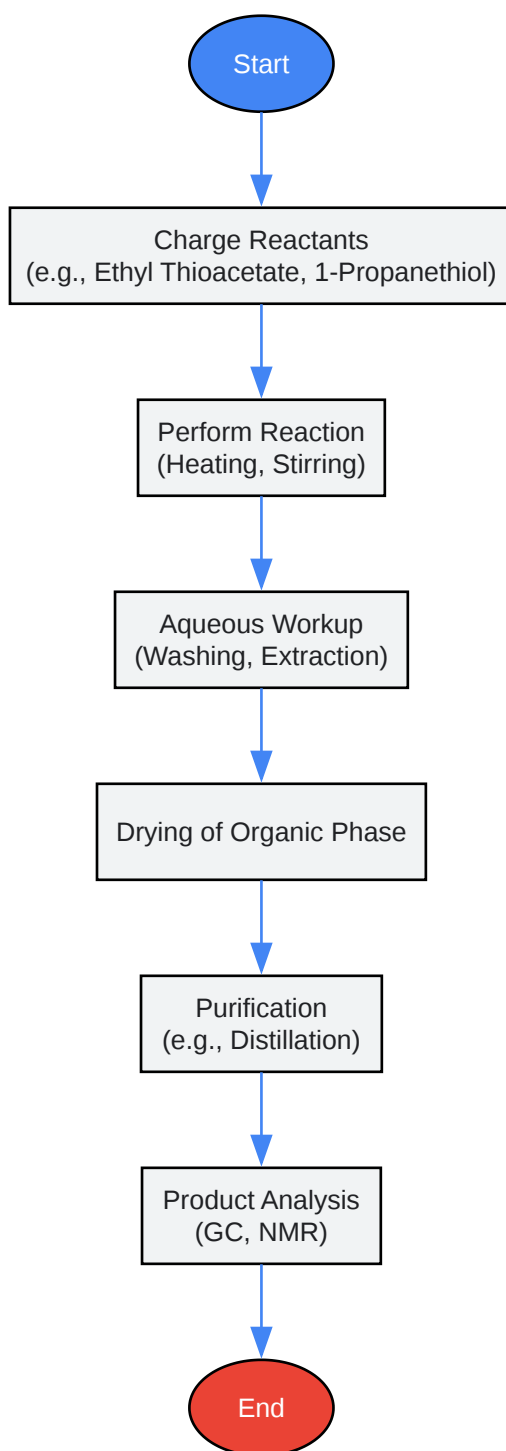 Start
Charge Reactants
(e.g., Ethyl Thioacetate, 1-Propanethiol)
Perform Reaction
(Heating, Stirring)
Aqueous Workup
(Washing, Extraction)
Drying of Organic Phase
Purification
(e.g., Distillation)
Product Analysis
(GC, NMR)
End